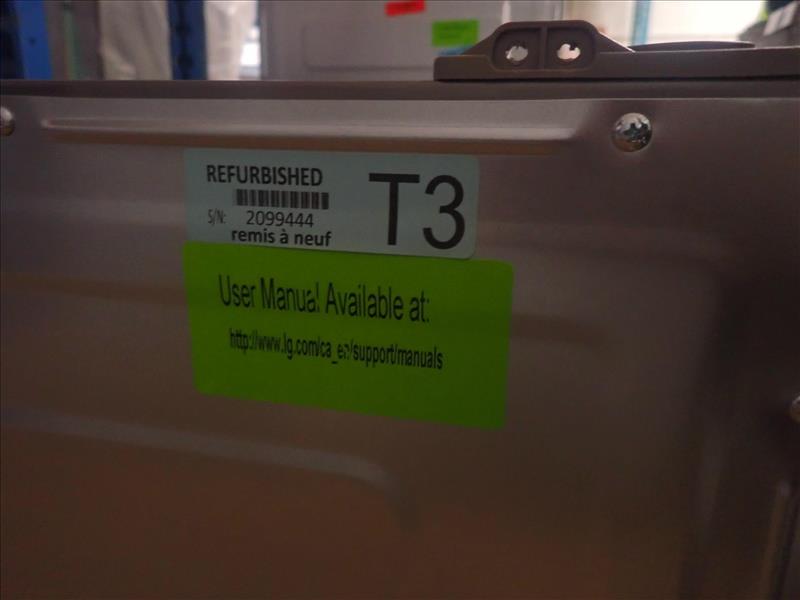 REFURBISHED
S/N: 2099444
remis à neuf
T3
User Manual Available at:
http://www.lg.com/ca_en/support/manuals